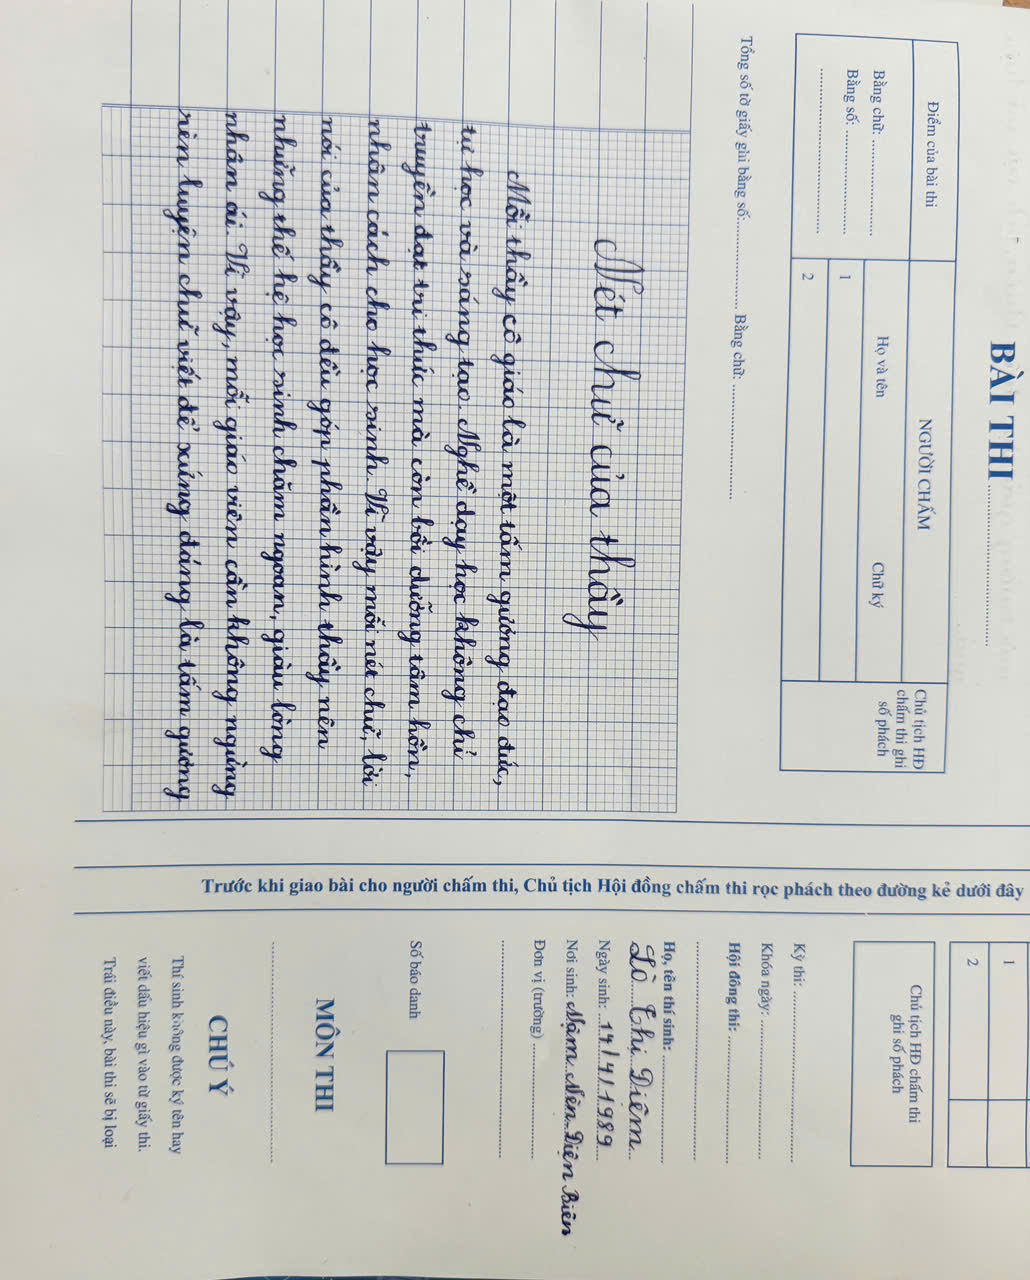 BÀI THI
Điểm của bài thi
NGƯỜI CHẤM
Chủ tịch HĐ
chấm thi ghi
số phách
Bằng chữ:
Bằng số:
Họ và tên
Chữ ký
1
2
Tổng số tờ giấy ghi bằng số: Bằng chữ:
Nét chữ của thầy
Mỗi thầy cô giáo là một tấm gương đạo đức,
tự học và sáng tạo. Nghề dạy học không chỉ
truyền đạt tri thức mà còn bồi dưỡng tâm hồn,
nhân cách cho học sinh. Vì vậy mỗi nét chữ, lời
nói của thầy cô đều góp phần hình thầy nên
những thế hệ học sinh chăm ngoan, giàu lòng
nhân ái. Vì vậy, mỗi giáo viên cần không ngừng
rèn luyện chữ viết để xứng đáng là tấm gương
Trước khi giao bài cho người chấm thi, Chủ tịch Hội đồng chấm thi rọc phách theo đường kẻ dưới đây
1
2
Chủ tịch HĐ chấm thi
ghi số phách
Kỳ thi:
Khóa ngày:
Hội đồng thi:
Họ, tên thí sinh:
Lò Thị Diêm
Ngày sinh: 14/4/1989
Nơi sinh: Nậm Nèn Điện Biên
Đơn vị (trường)
Số báo danh
MÔN THI
CHÚ Ý
Thí sinh không được ký tên hay
viết dấu hiệu gì vào tờ giấy thi.
Trái điều này, bài thi sẽ bị loại